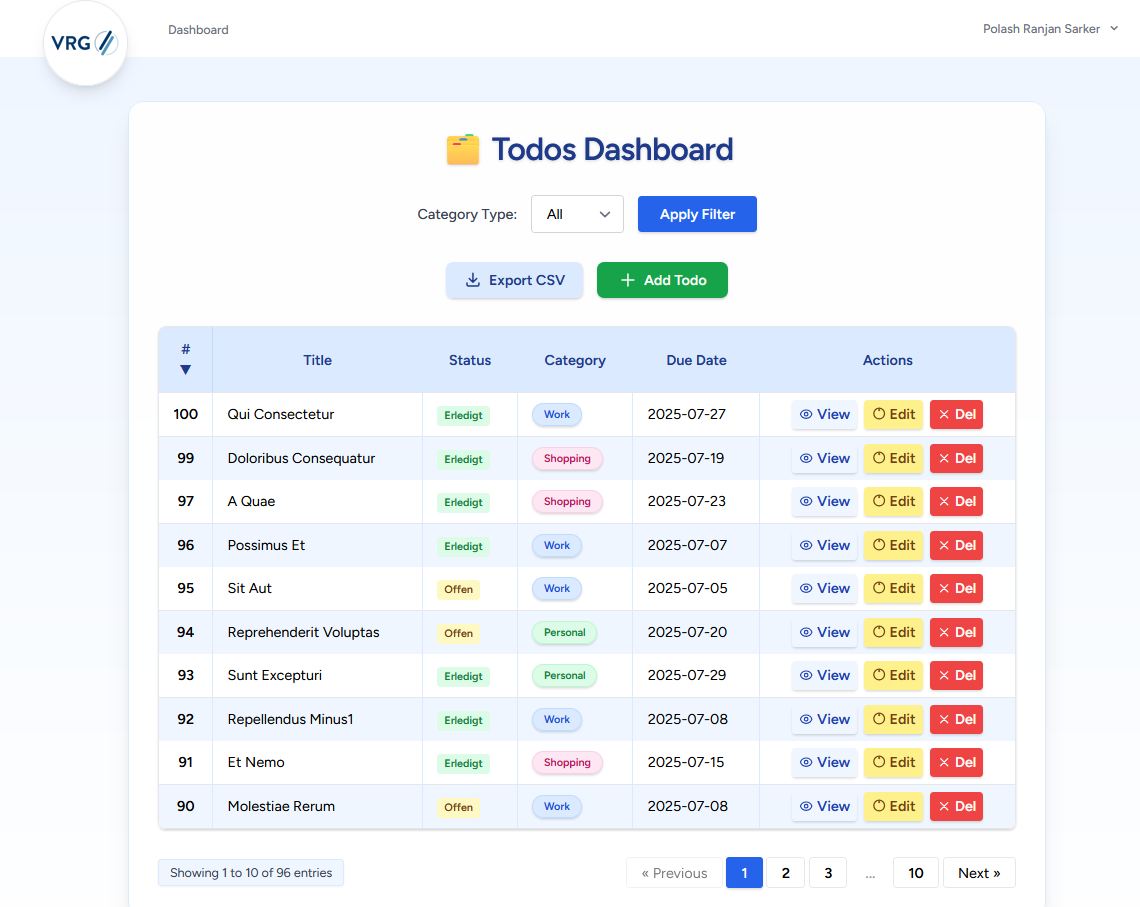 VRG
Dashboard
Polash Ranjan Sarker
Todos Dashboard
Category Type: All Apply Filter
Export CSV + Add Todo
# ▼ Title Status Category Due Date Actions
100 Qui Consectetur Erledigt Work 2025-07-27 View Edit Del
99 Doloribus Consequatur Erledigt Shopping 2025-07-19 View Edit Del
97 A Quae Erledigt Shopping 2025-07-23 View Edit Del
96 Possimus Et Erledigt Work 2025-07-07 View Edit Del
95 Sit Aut Offen Work 2025-07-05 View Edit Del
94 Reprehenderit Voluptas Offen Personal 2025-07-20 View Edit Del
93 Sunt Excepturi Erledigt Personal 2025-07-29 View Edit Del
92 Repellendus Minus1 Erledigt Work 2025-07-08 View Edit Del
91 Et Nemo Erledigt Shopping 2025-07-15 View Edit Del
90 Molestiae Rerum Offen Work 2025-07-08 View Edit Del
Showing 1 to 10 of 96 entries
« Previous 1 2 3 ... 10 Next »